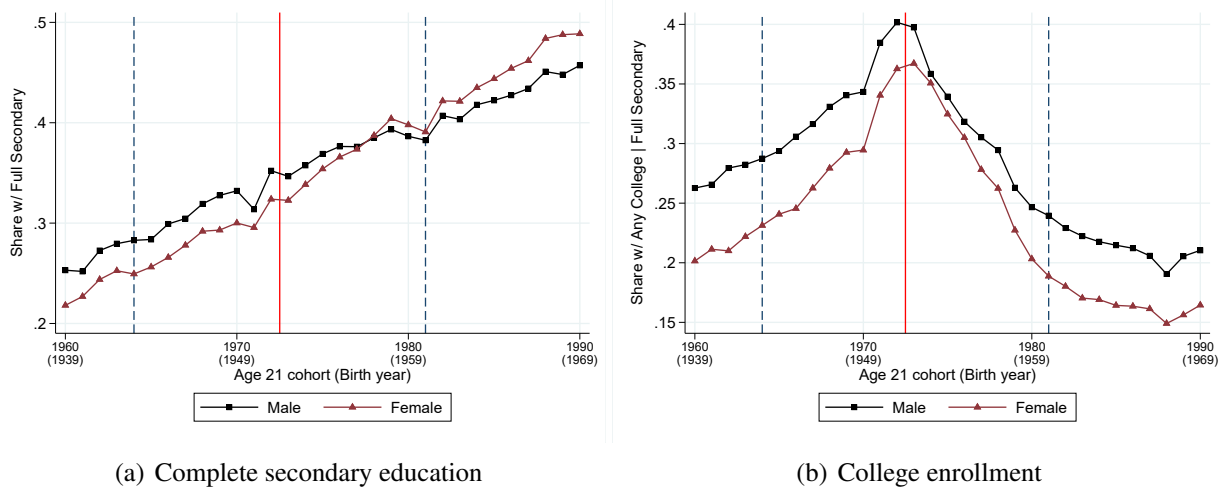 Share w/ Full Secondary
.5
.4
.3
.2
1960 1970 1980 1990
(1939) (1949) (1959) (1969)
Age 21 cohort (Birth year)
Male Female
(a) Complete secondary education
Share w/ Any College | Full Secondary
.4
.35
.3
.25
.2
.15
1960 1970 1980 1990
(1939) (1949) (1959) (1969)
Age 21 cohort (Birth year)
Male Female
(b) College enrollment